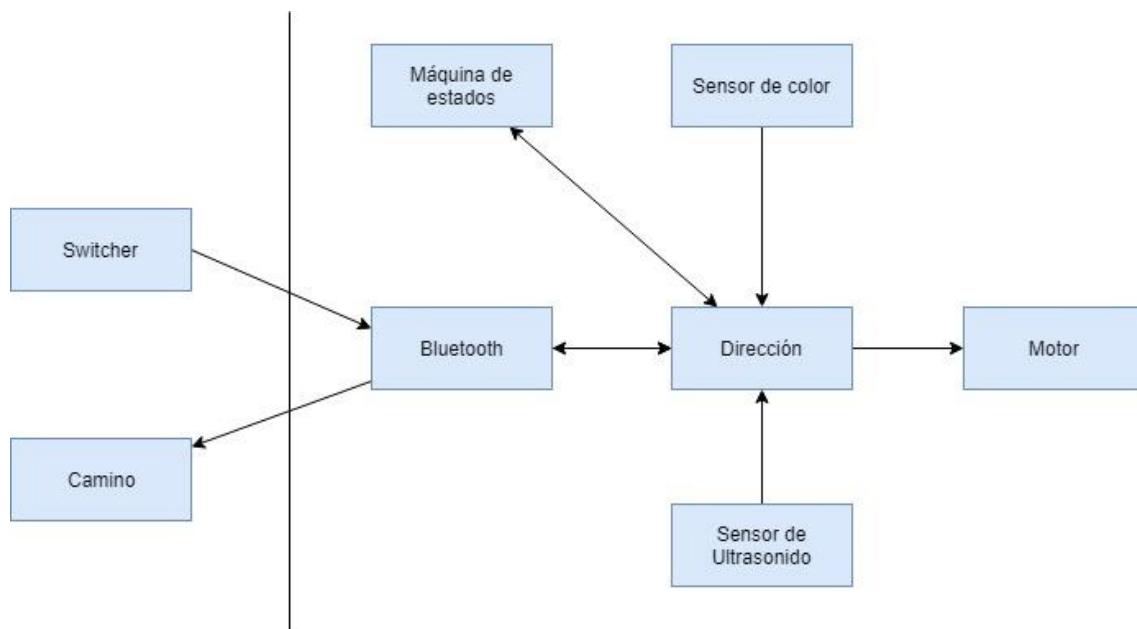 Máquina de
estados
Sensor de color
Switcher
Bluetooth
Dirección
Motor
Camino
Sensor de
Ultrasonido